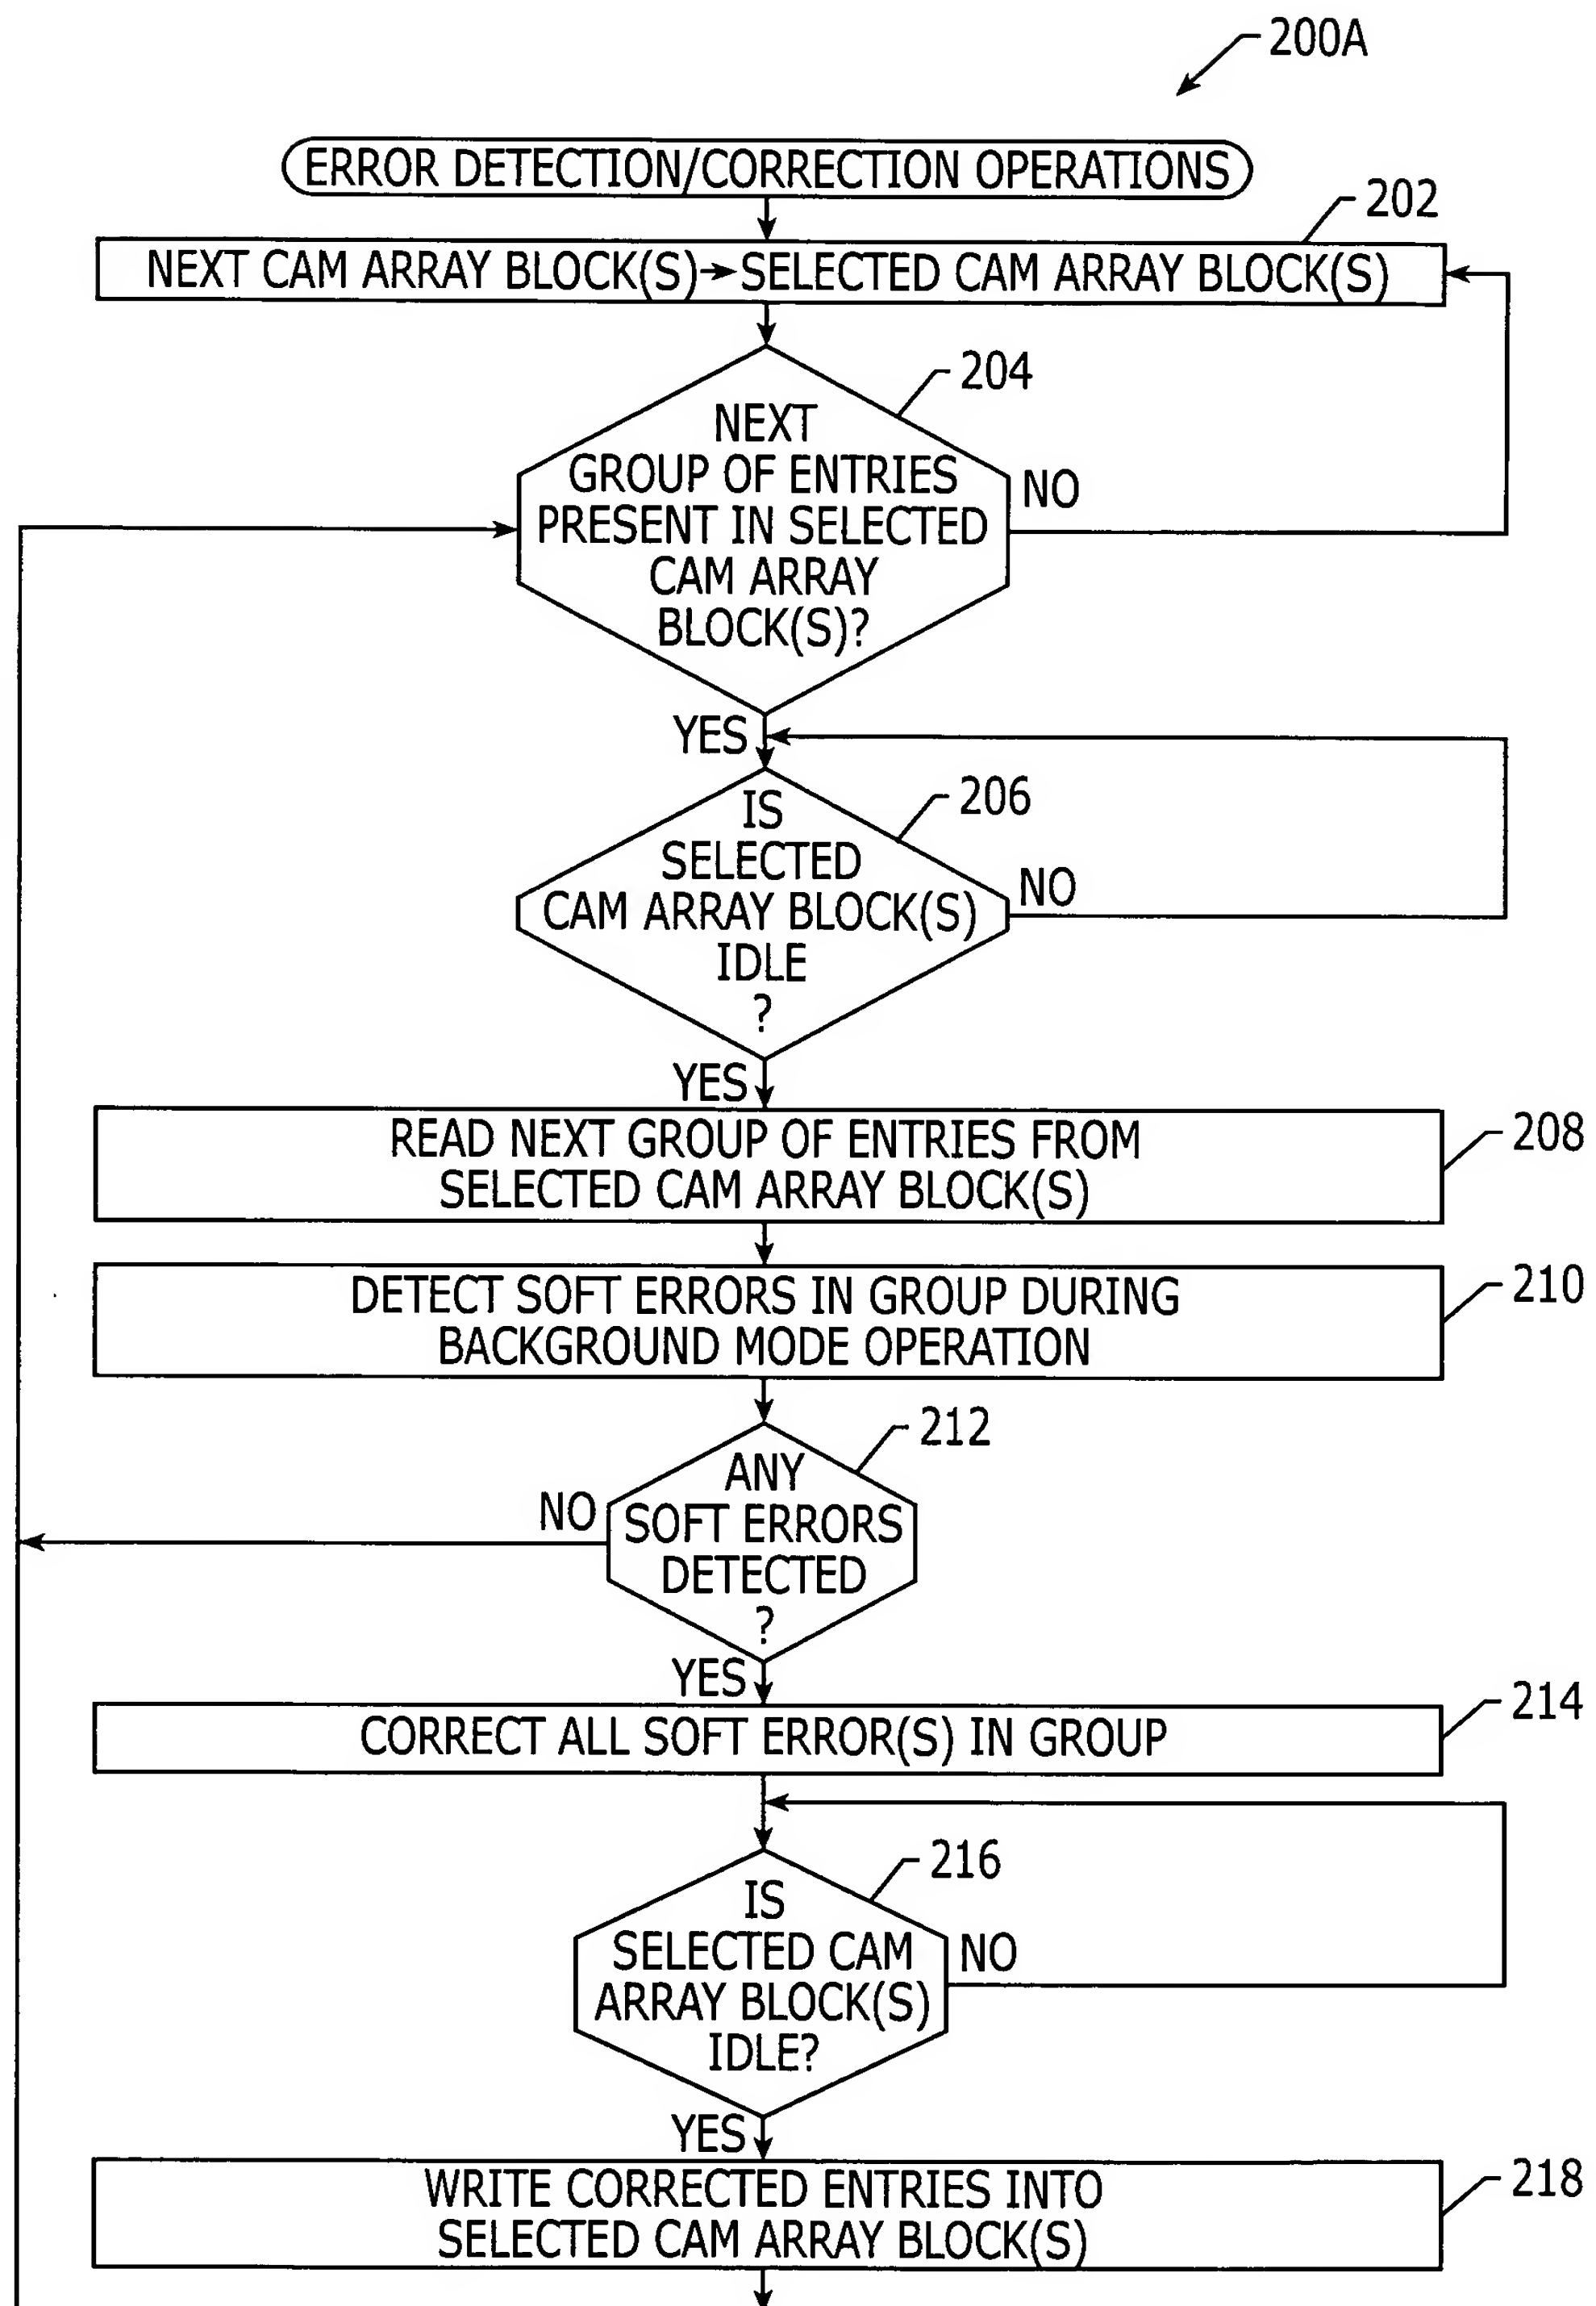 200A
ERROR DETECTION/CORRECTION OPERATIONS
202
NEXT CAM ARRAY BLOCK(S)→SELECTED CAM ARRAY BLOCK(S)
204
NEXT
GROUP OF ENTRIES
PRESENT IN SELECTED
CAM ARRAY
BLOCK(S)?
NO
YES
206
IS
SELECTED
CAM ARRAY BLOCK(S)
IDLE
?
NO
YES
READ NEXT GROUP OF ENTRIES FROM
SELECTED CAM ARRAY BLOCK(S)
208
DETECT SOFT ERRORS IN GROUP DURING
BACKGROUND MODE OPERATION
210
212
ANY
SOFT ERRORS
DETECTED
?
NO
YES
CORRECT ALL SOFT ERROR(S) IN GROUP
214
216
IS
SELECTED CAM
ARRAY BLOCK(S)
IDLE?
NO
YES
WRITE CORRECTED ENTRIES INTO
SELECTED CAM ARRAY BLOCK(S)
218